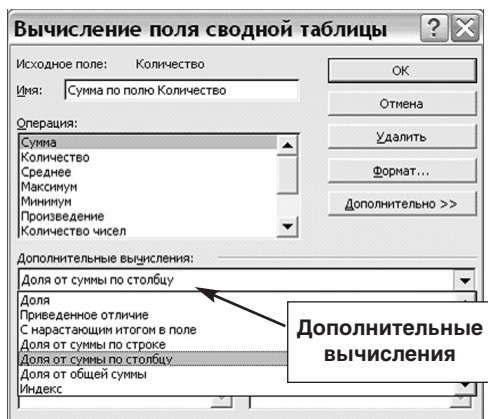 Вычисление поля сводной таблицы
Исходное поле: Количество
Имя: Сумма по полю Количество
Операция:
Сумма
Количество
Среднее
Максимум
Минимум
Произведение
Количество чисел
ОК
Отмена
Удалить
Формат...
Дополнительно >>
Дополнительные вычисления:
Доля от суммы по столбцу
Доля
Приведенное отличие
С нарастающим итогом в поле
Доля от суммы по строке
Доля от суммы по столбцу
Доля от общей суммы
Индекс
Дополнительные
вычисления